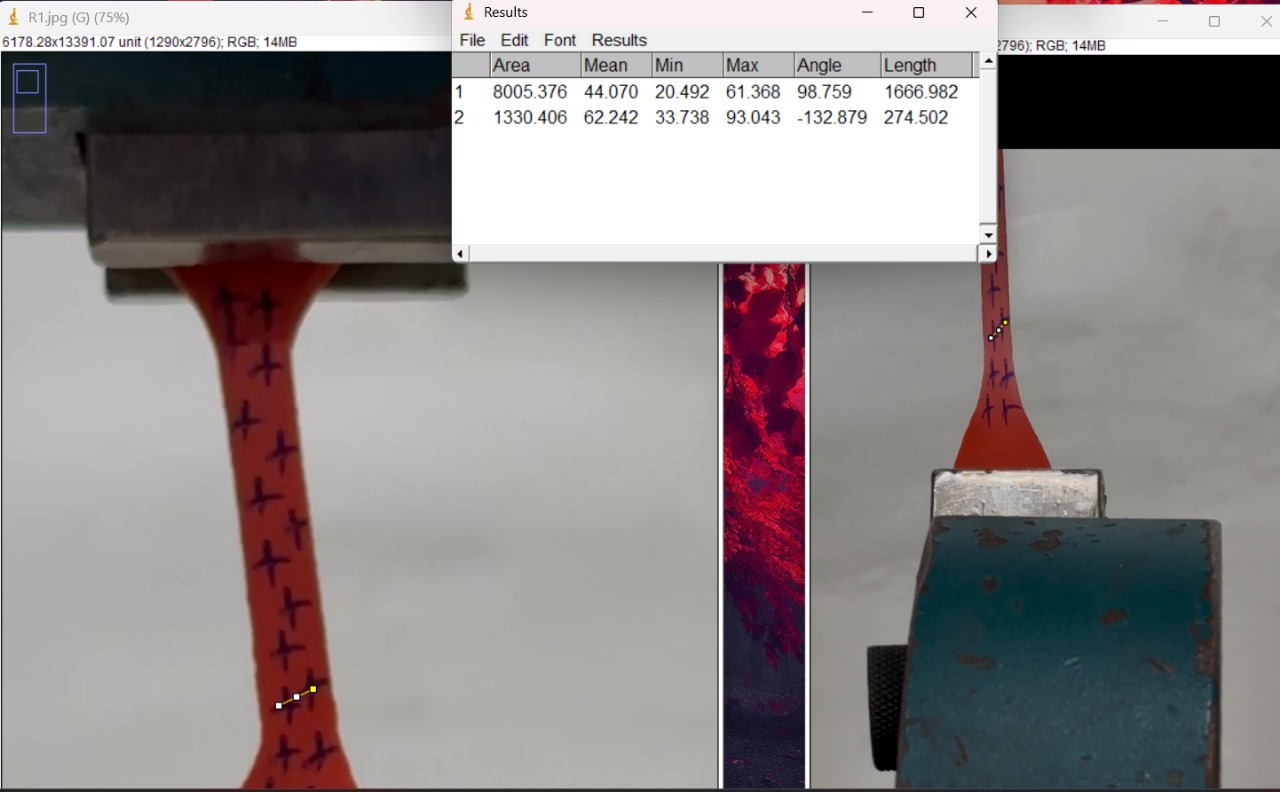 R1.jpg (G) (75%)
6178.28x13391.07 unit (1290x2796); RGB; 14MB
Results
File Edit Font Results
Area Mean Min Max Angle Length
1 8005.376 44.070 20.492 61.368 98.759 1666.982
2 1330.406 62.242 33.738 93.043 -132.879 274.502
2796); RGB; 14MB